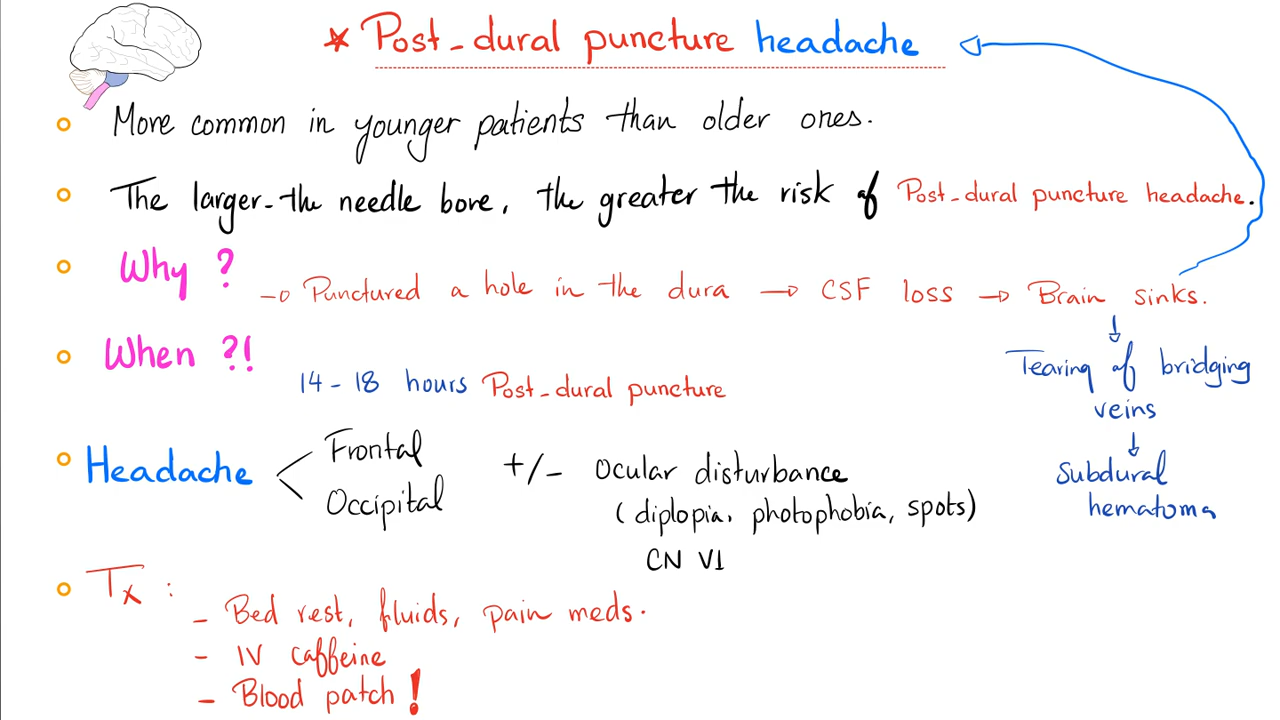 * Post-dural puncture headache
More common in younger patients than older ones.
The larger-the needle bore, the greater the risk of Post-dural puncture headache.
Why ?
→ Punctured a hole in the dura → CSF loss → Brain sinks.
↓
Tearing of bridging
veins
↓
Subdural
hematoma
When ?!
14-18 hours Post-dural puncture
Headache
Frontal
Occipital
+/- Ocular disturbance
(diplopia, photophobia, spots)
CN VI
Tx :
- Bed rest, fluids, pain meds.
- IV caffeine
- Blood patch !